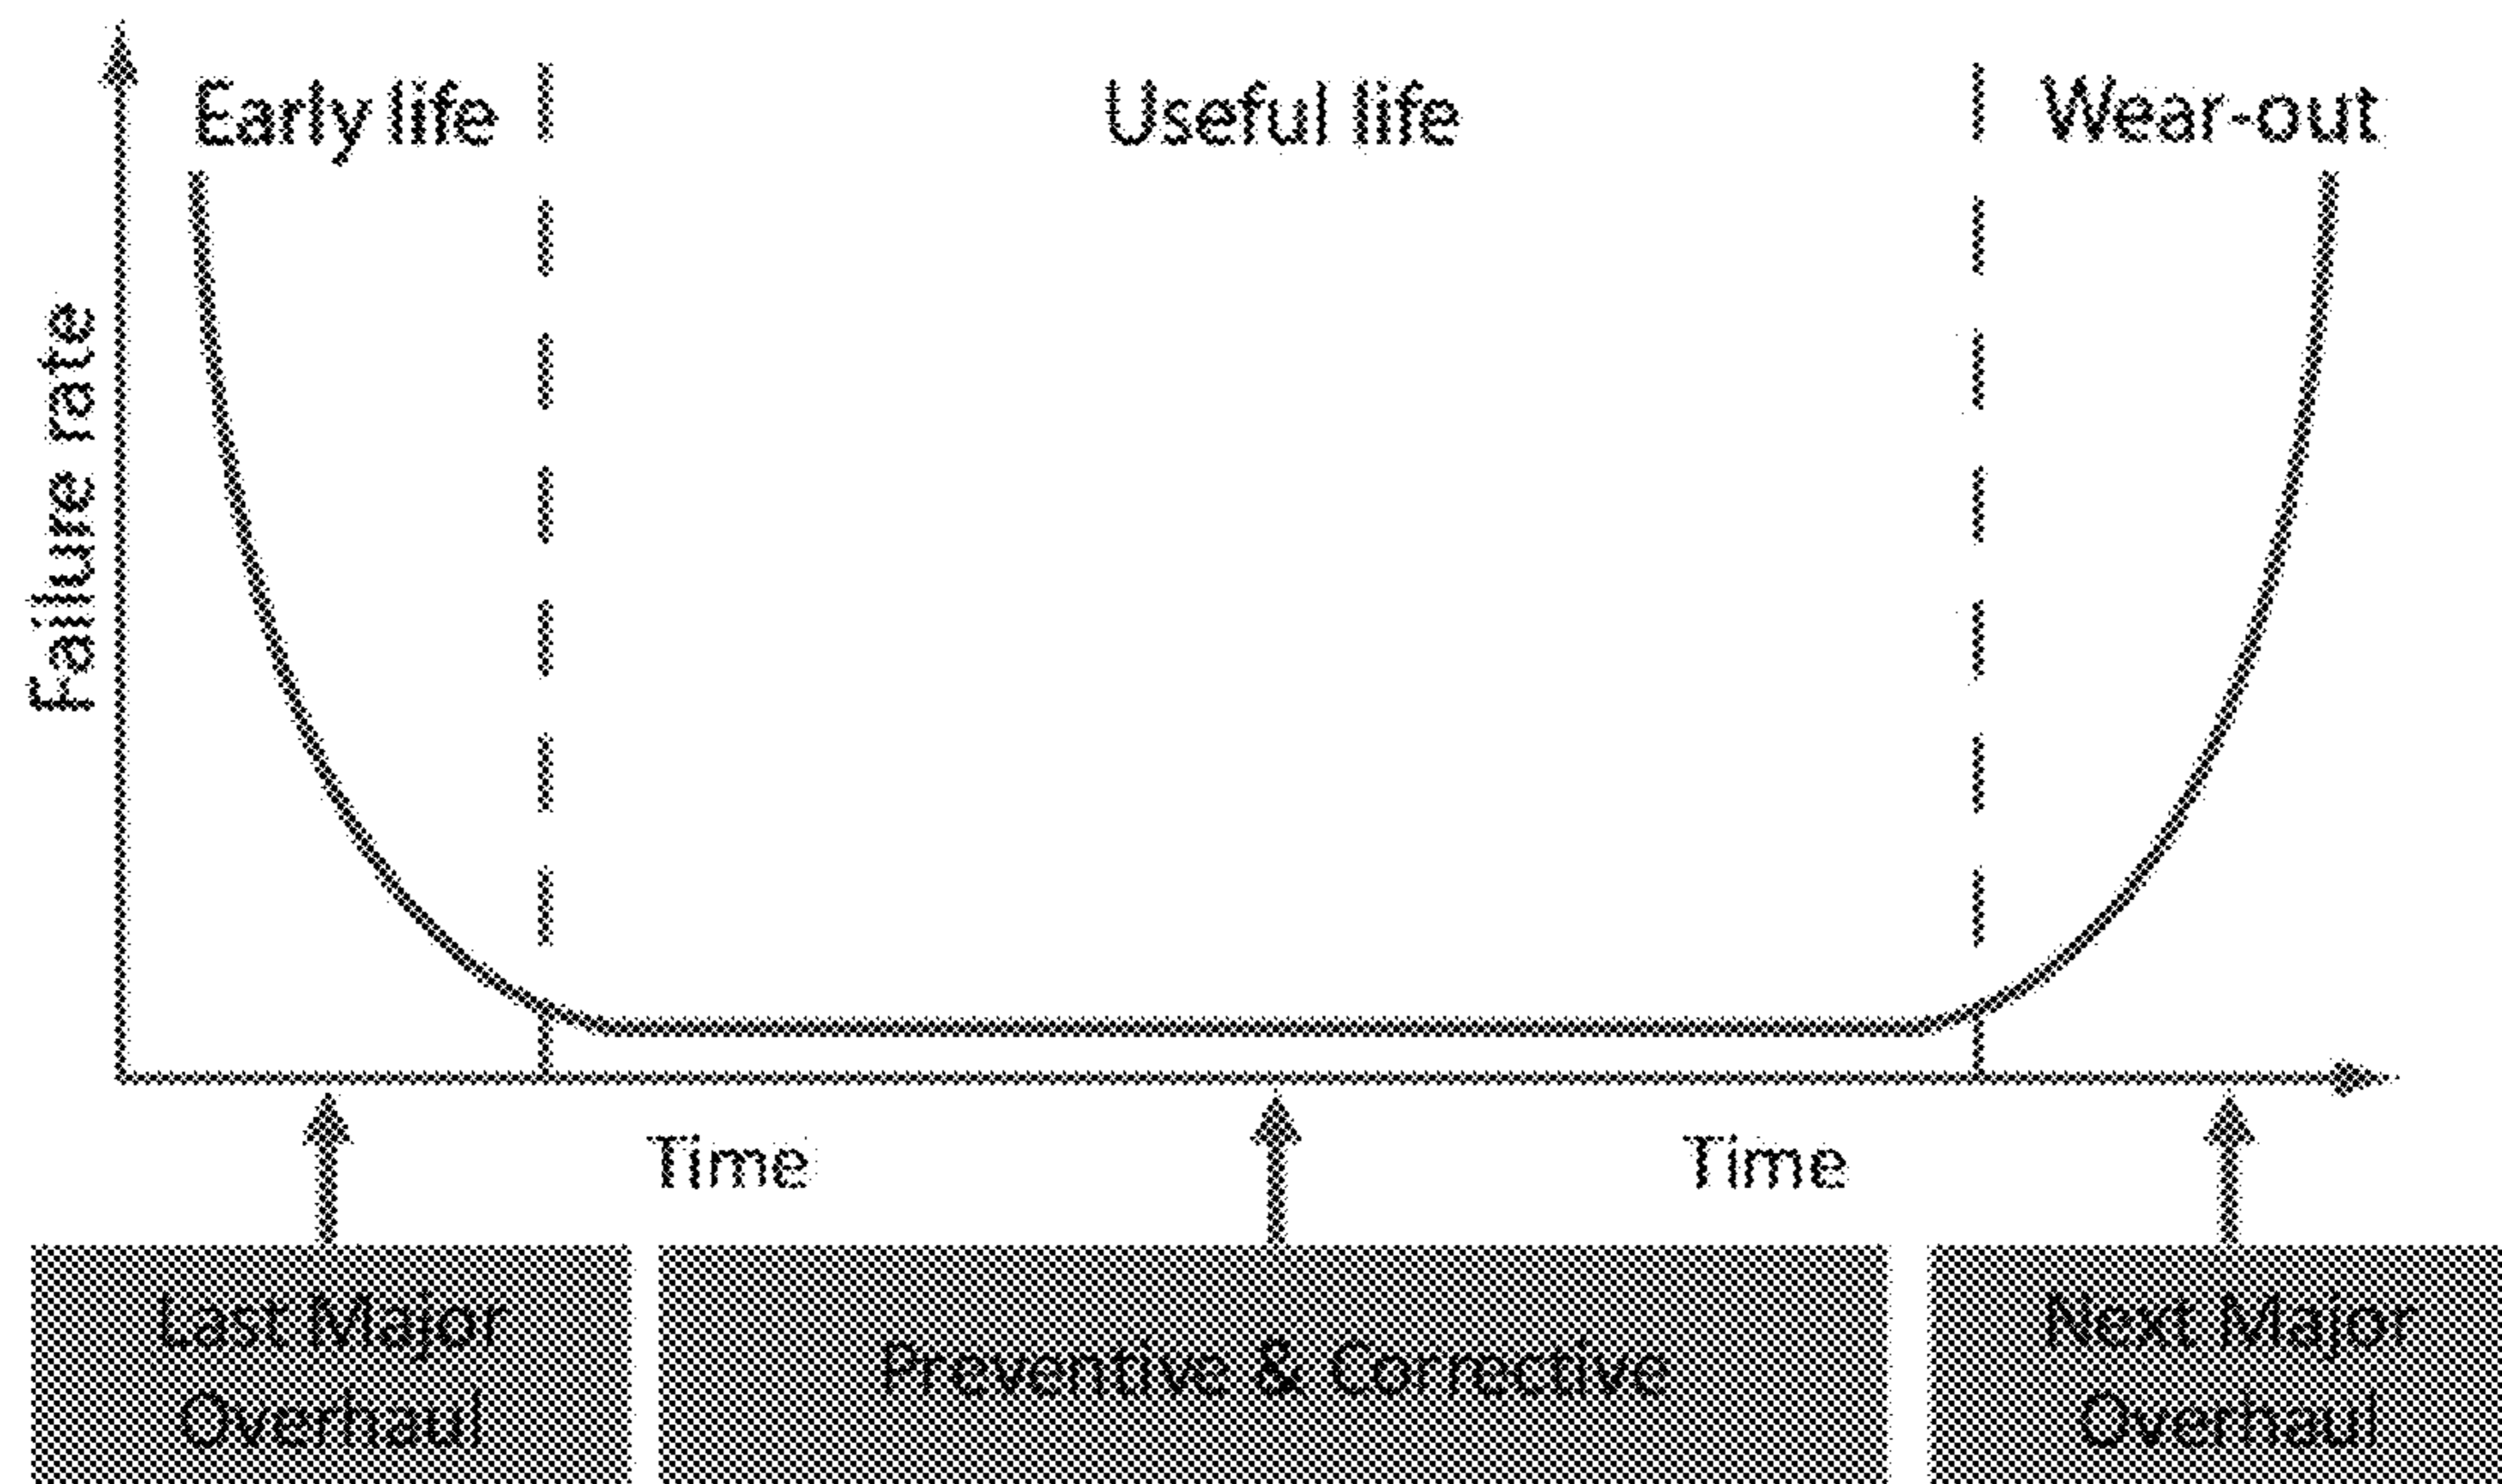 Early life
Useful life
Wear-out
Failure rate
Time
Time
Last Major
Overhaul
Preventive & Corrective
Next Major
Overhaul